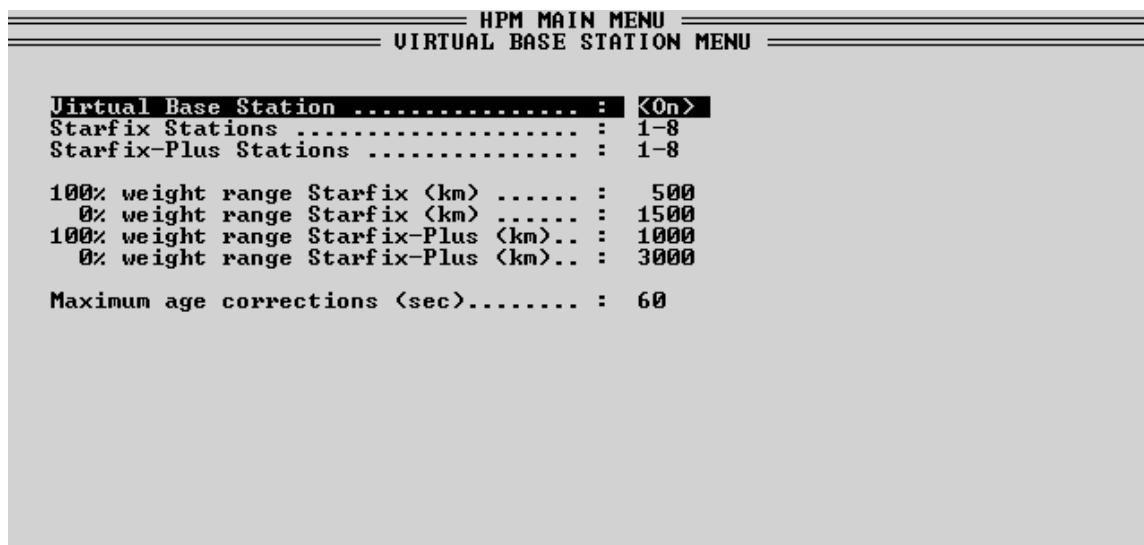 HPM MAIN MENU
VIRTUAL BASE STATION MENU
Virtual Base Station ................ : <On>
Starfix Stations .................... : 1-8
Starfix-Plus Stations ............... : 1-8
100% weight range Starfix (km) ...... : 500
0% weight range Starfix (km) ...... : 1500
100% weight range Starfix-Plus (km).. : 1000
0% weight range Starfix-Plus (km).. : 3000
Maximum age corrections (sec)........ : 60